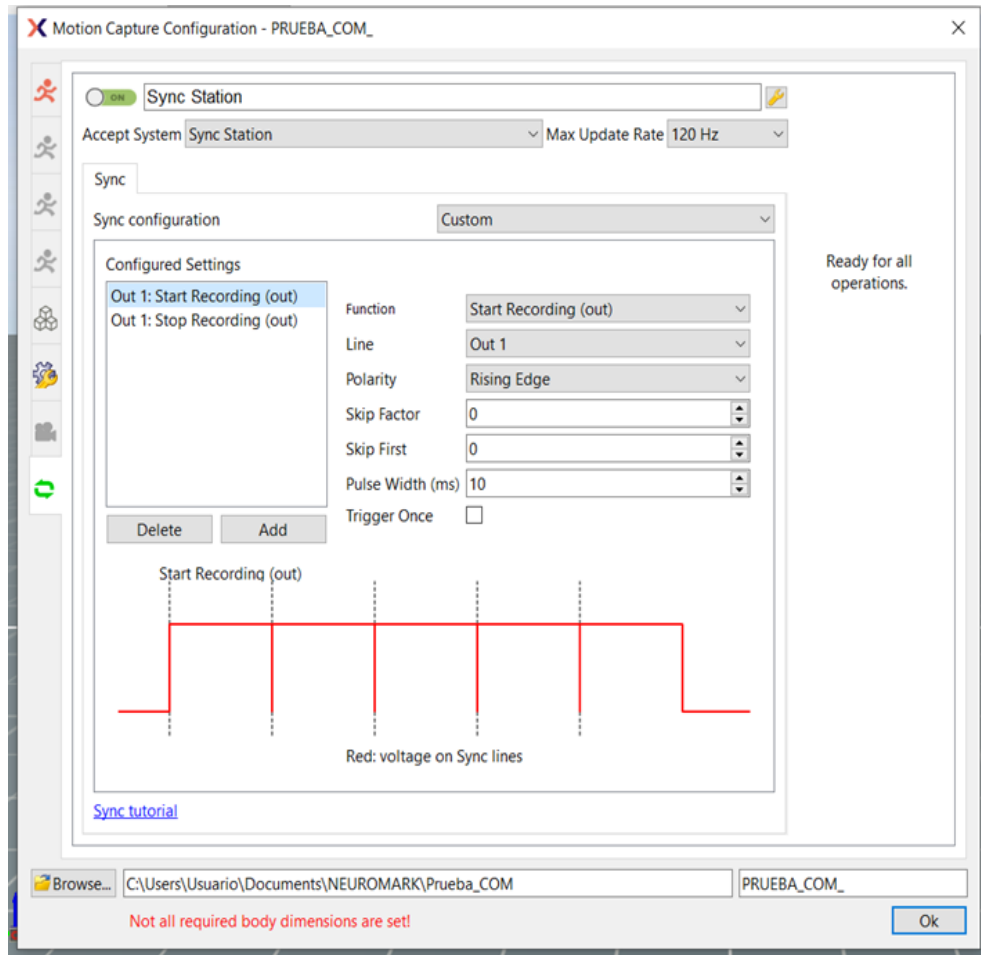 Motion Capture Configuration - PRUEBA_COM_
ON Sync Station
Accept System Sync Station Max Update Rate 120 Hz
Sync
Sync configuration Custom
Ready for all
operations.
Configured Settings
Out 1: Start Recording (out)
Out 1: Stop Recording (out)
Function Start Recording (out)
Line Out 1
Polarity Rising Edge
Skip Factor 0
Skip First 0
Pulse Width (ms) 10
Trigger Once
Delete Add
Start Recording (out)
Red: voltage on Sync lines
Sync tutorial
Browse... C:\Users\Usuario\Documents\NEUROMARK\Prueba_COM PRUEBA_COM_
Not all required body dimensions are set!
Ok